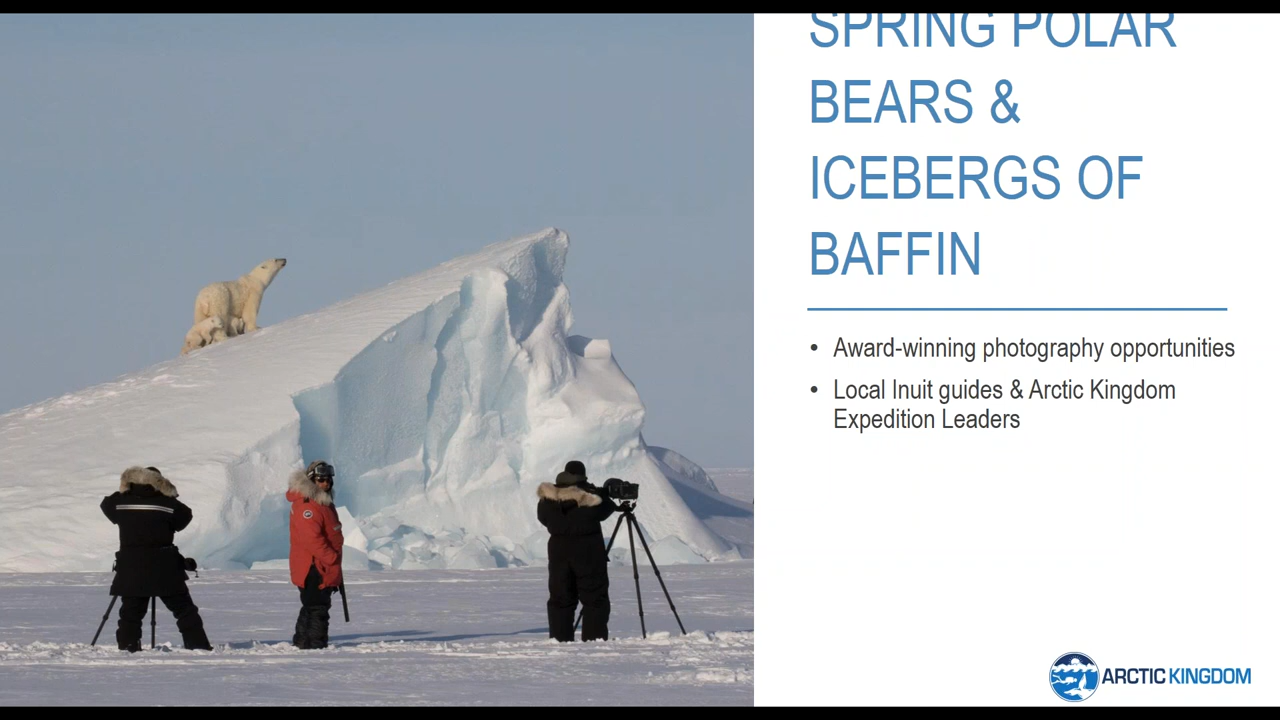 SPRING POLAR
BEARS &
ICEBERGS OF
BAFFIN
• Award-winning photography opportunities
• Local Inuit guides & Arctic Kingdom
Expedition Leaders
ARCTIC KINGDOM